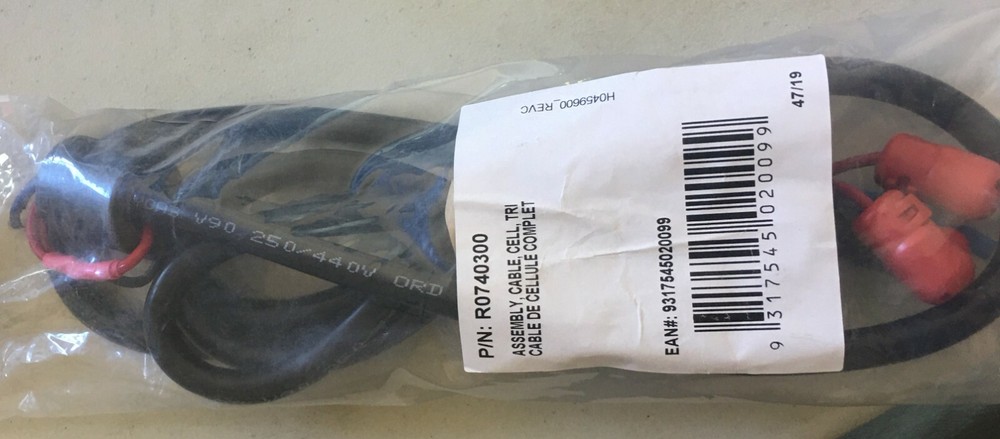 P/N: R0740300
ASSEMBLY, CABLE, CELL, TRI
CABLE DE CELLULE COMPLET
EAN#: 9317545020099
9 317545 020099
H0459600_REVC
47/19
V90 250/440V ORD